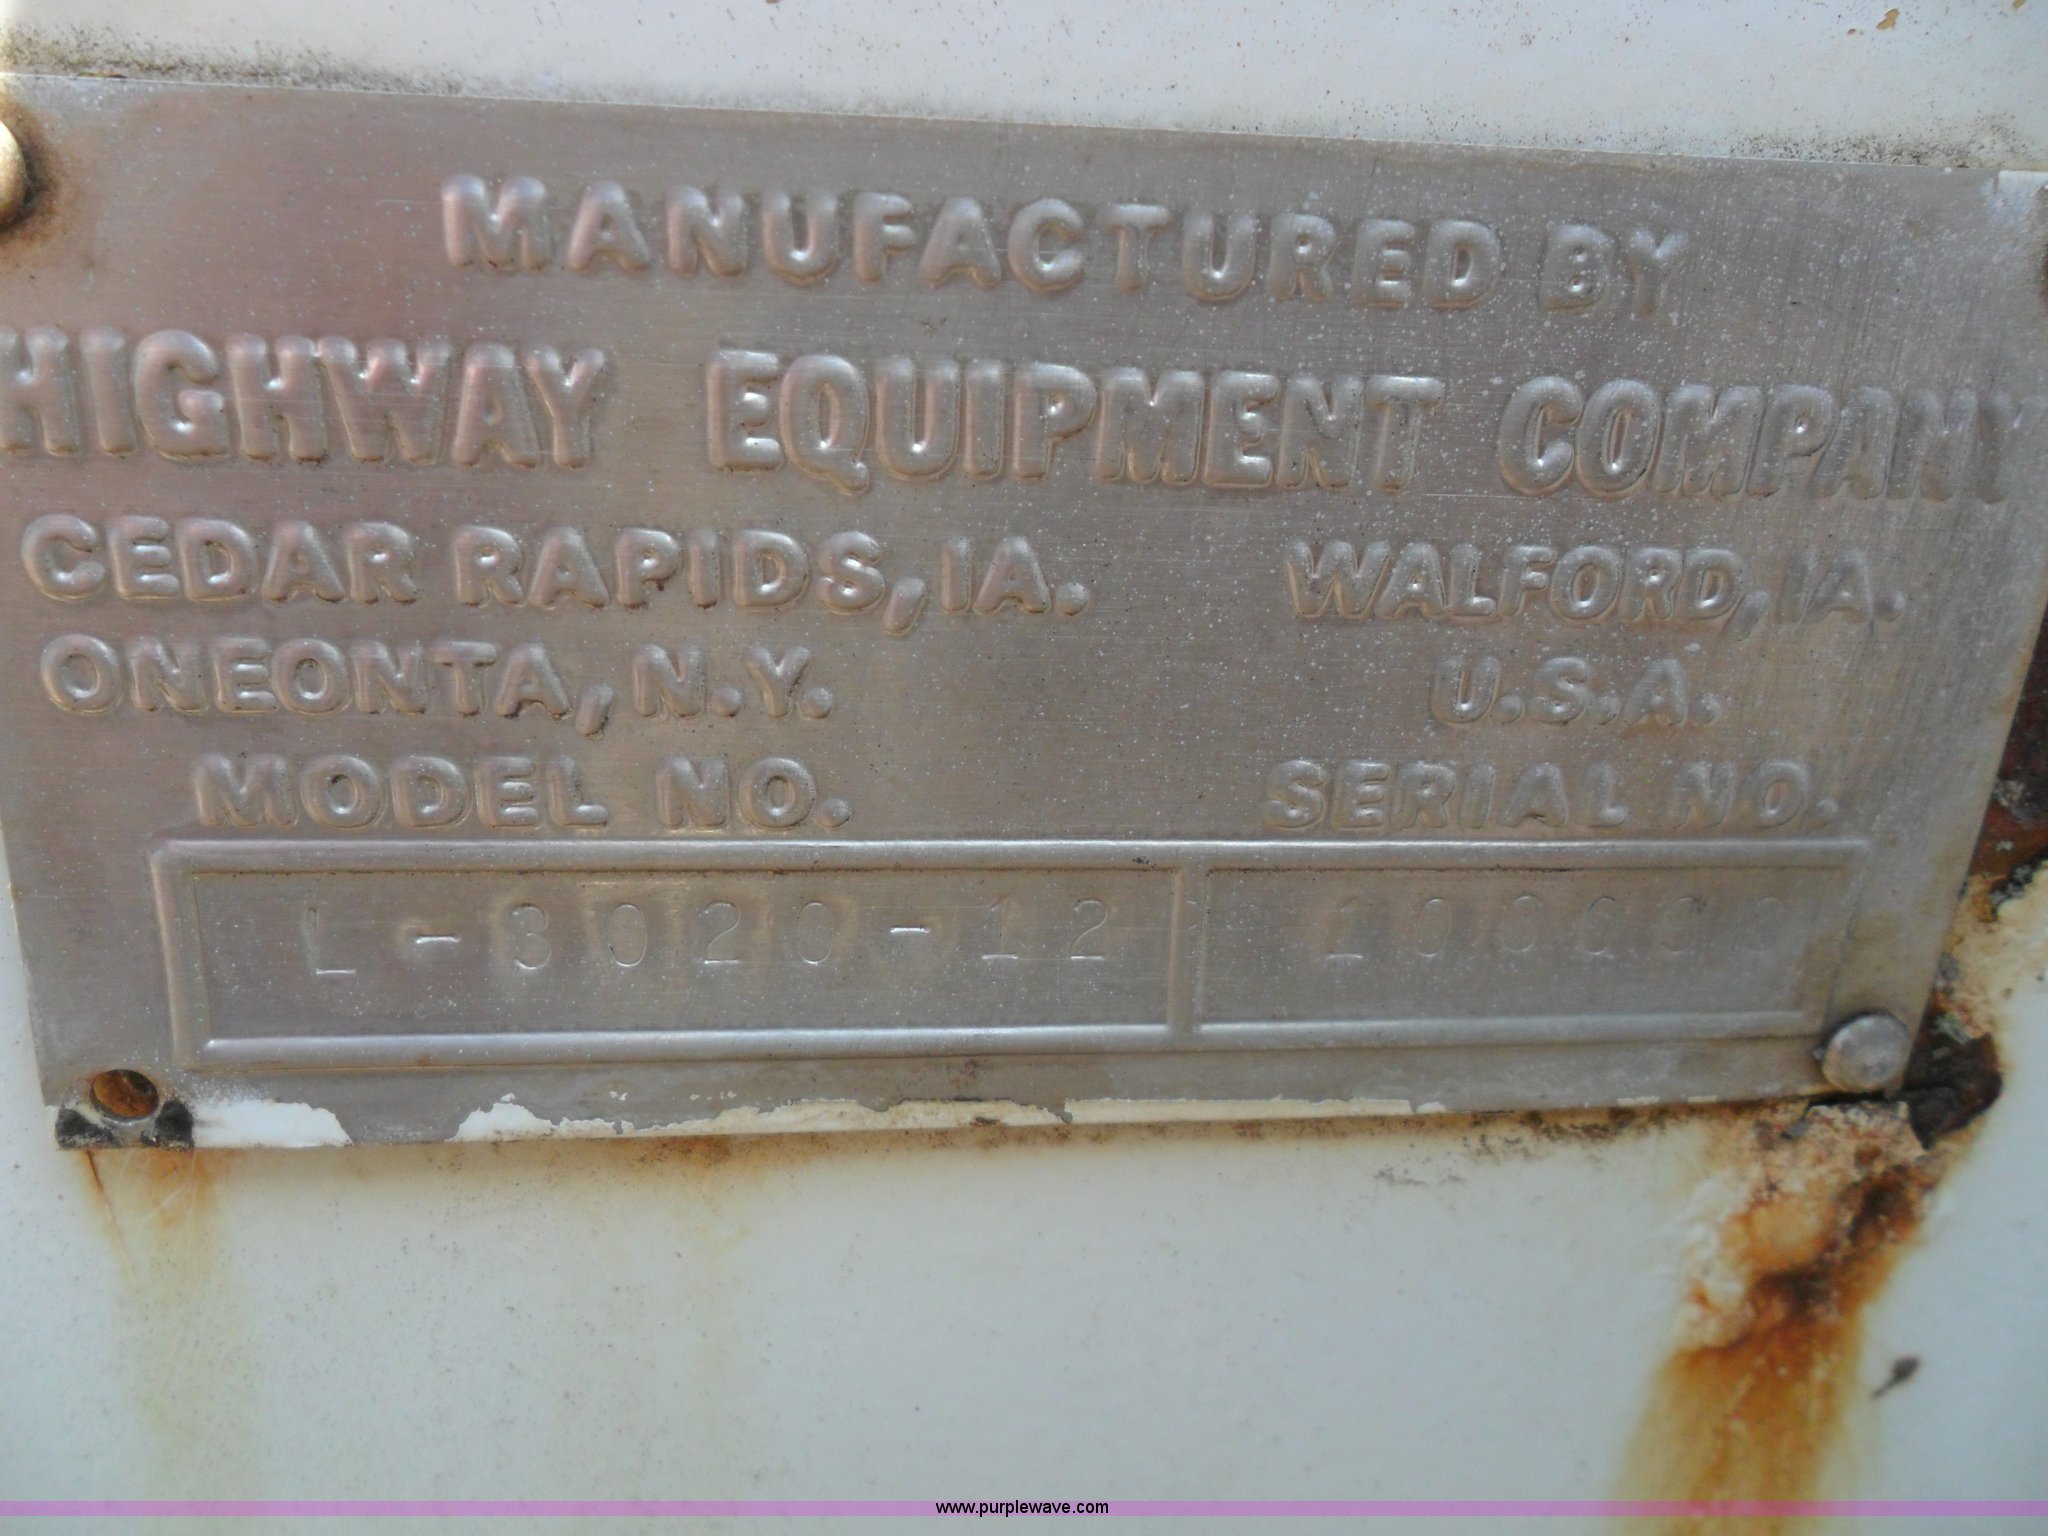 MANUFACTURED BY
HIGHWAY EQUIPMENT COMPANY
CEDAR RAPIDS, IA. WALFORD, IA.
ONEONTA, N.Y. U.S.A.
MODEL NO. SERIAL NO.
L-3020-12
www.purplewave.com